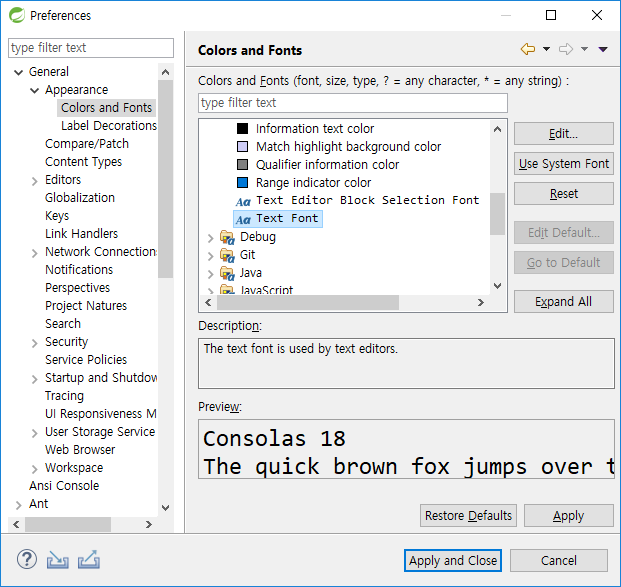 Preferences
type filter text
General
Appearance
Colors and Fonts
Label Decorations
Compare/Patch
Content Types
Editors
Globalization
Keys
Link Handlers
Network Connection
Notifications
Perspectives
Project Natures
Search
Security
Service Policies
Startup and Shutdow
Tracing
UI Responsiveness M
User Storage Service
Web Browser
Workspace
Ansi Console
Ant
Colors and Fonts
Colors and Fonts (font, size, type, ? = any character, * = any string) :
type filter text
Information text color
Match highlight background color
Qualifier information color
Range indicator color
Aa Text Editor Block Selection Font
Aa Text Font
Debug
Git
Java
JavaScript
Edit...
Use System Font
Reset
Edit Default...
Go to Default
Expand All
Description:
The text font is used by text editors.
Preview:
Consolas 18
The quick brown fox jumps over t
Restore Defaults
Apply
Apply and Close
Cancel